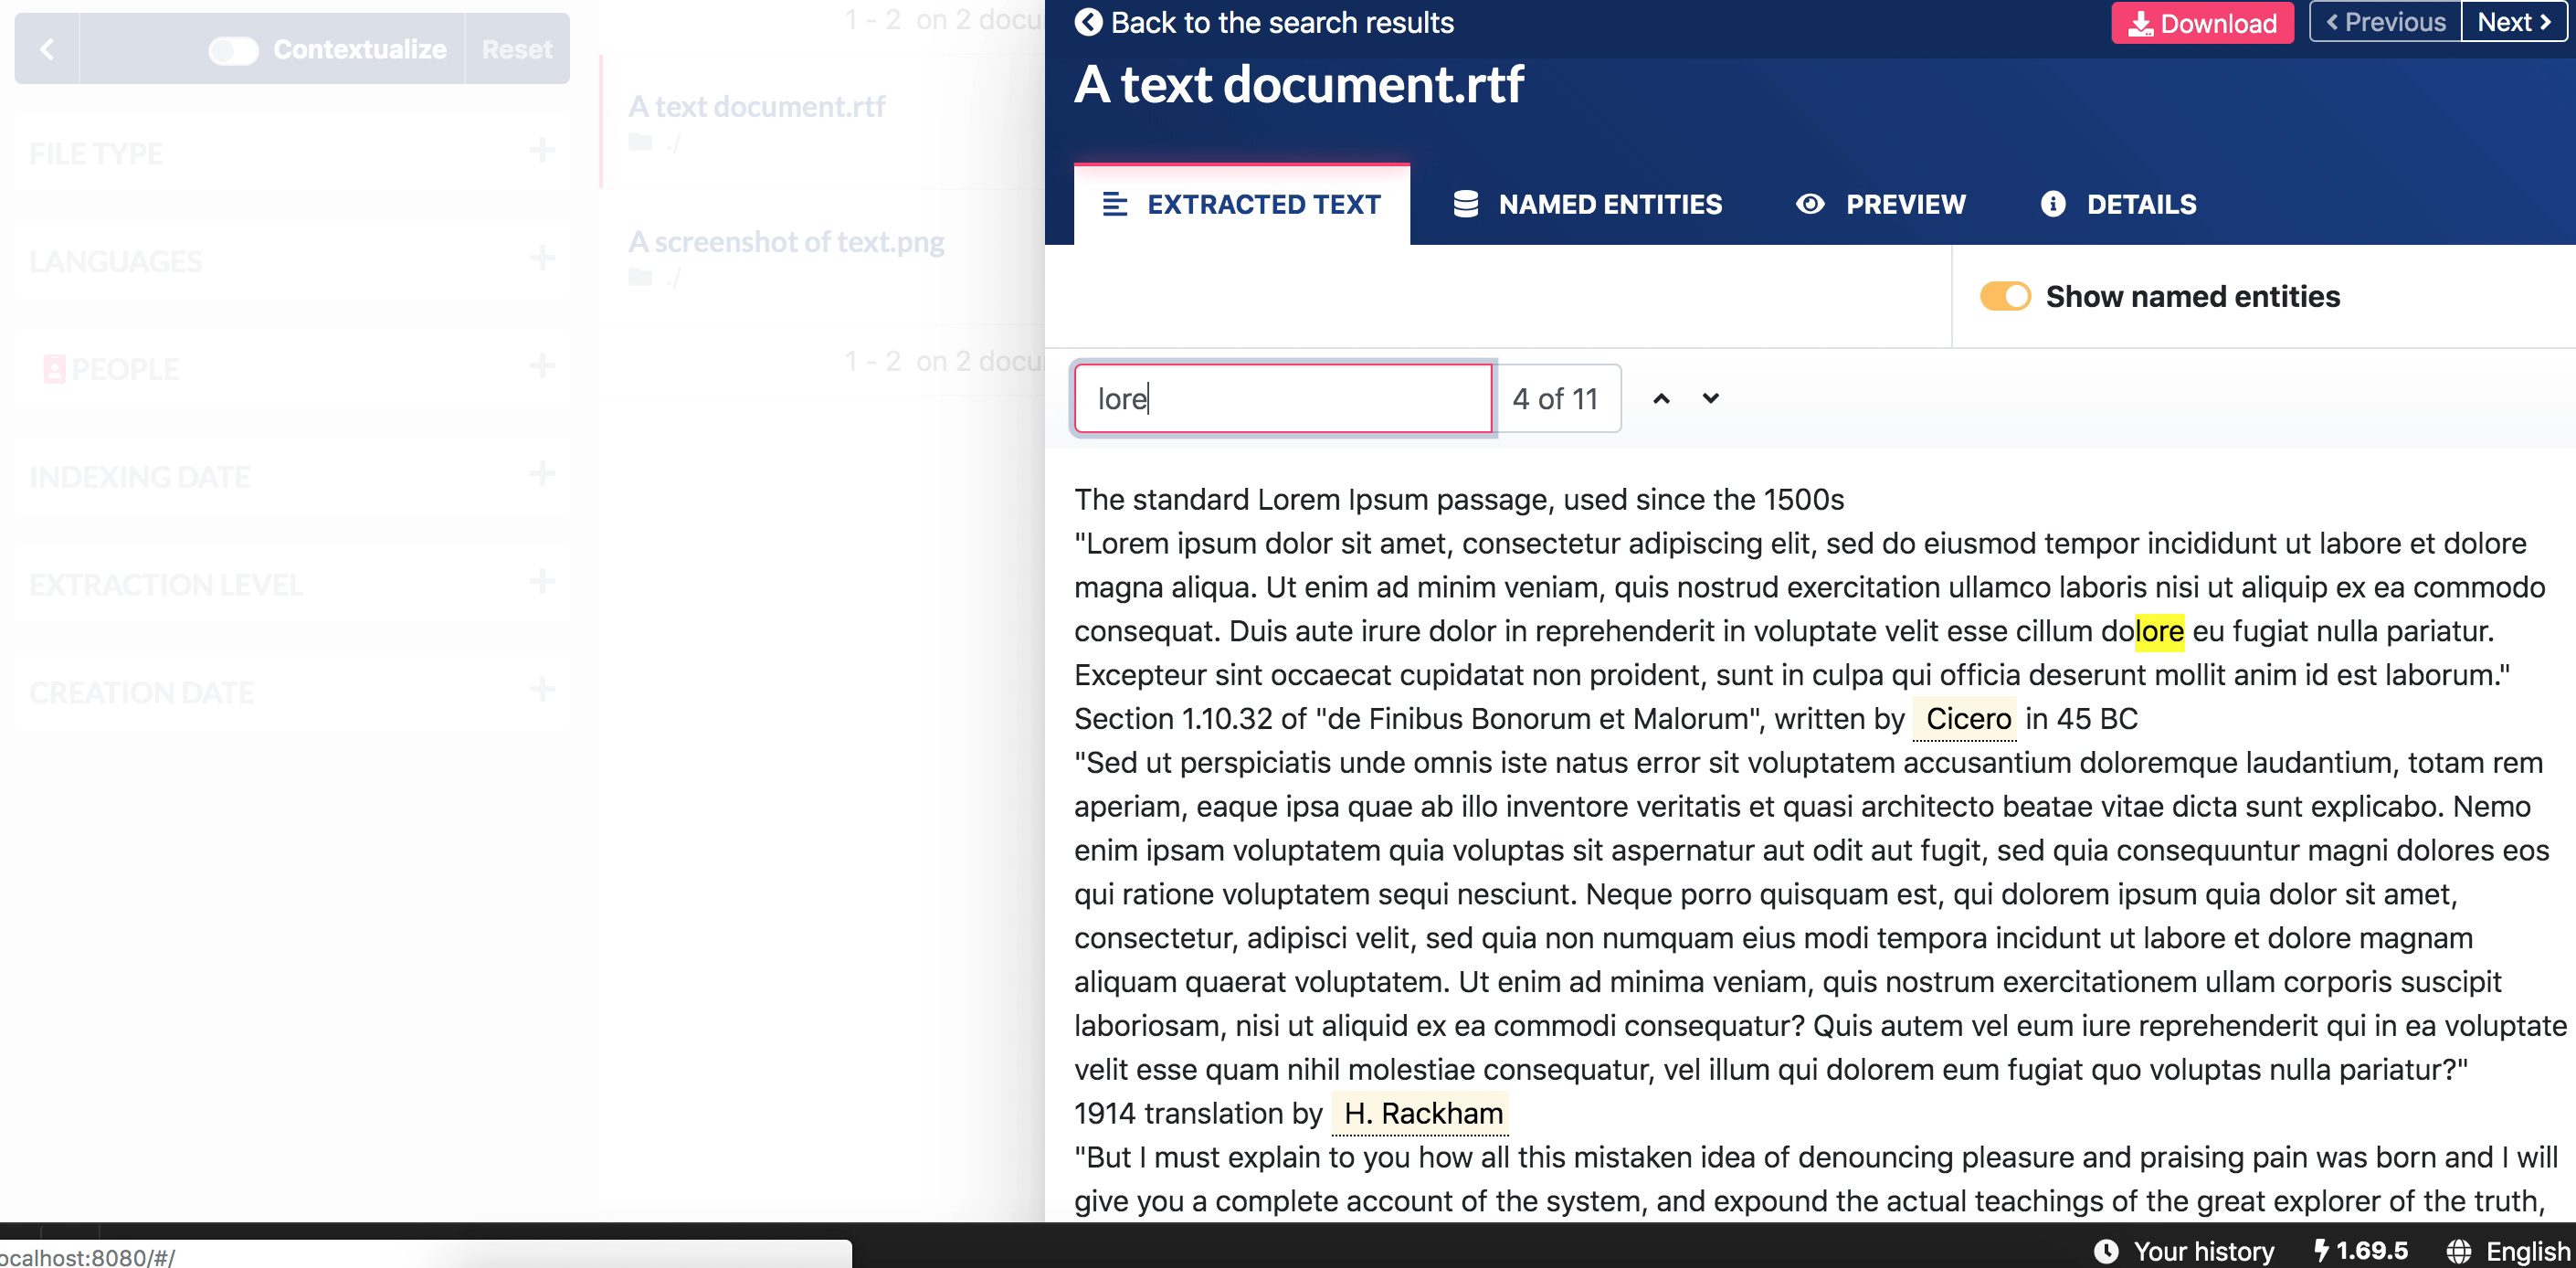 Contextualize Reset
FILE TYPE
LANGUAGES
PEOPLE
INDEXING DATE
EXTRACTION LEVEL
CREATION DATE
1 - 2 on 2 docu
A text document.rtf
./
A screenshot of text.png
./
1 - 2 on 2 docu
Back to the search results
Download
Previous
Next
A text document.rtf
EXTRACTED TEXT
NAMED ENTITIES
PREVIEW
DETAILS
Show named entities
lore
4 of 11
The standard Lorem Ipsum passage, used since the 1500s
"Lorem ipsum dolor sit amet, consectetur adipiscing elit, sed do eiusmod tempor incididunt ut labore et dolore
magna aliqua. Ut enim ad minim veniam, quis nostrud exercitation ullamco laboris nisi ut aliquip ex ea commodo
consequat. Duis aute irure dolor in reprehenderit in voluptate velit esse cillum dolore eu fugiat nulla pariatur.
Excepteur sint occaecat cupidatat non proident, sunt in culpa qui officia deserunt mollit anim id est laborum."
Section 1.10.32 of "de Finibus Bonorum et Malorum", written by Cicero in 45 BC
"Sed ut perspiciatis unde omnis iste natus error sit voluptatem accusantium doloremque laudantium, totam rem
aperiam, eaque ipsa quae ab illo inventore veritatis et quasi architecto beatae vitae dicta sunt explicabo. Nemo
enim ipsam voluptatem quia voluptas sit aspernatur aut odit aut fugit, sed quia consequuntur magni dolores eos
qui ratione voluptatem sequi nesciunt. Neque porro quisquam est, qui dolorem ipsum quia dolor sit amet,
consectetur, adipisci velit, sed quia non numquam eius modi tempora incidunt ut labore et dolore magnam
aliquam quaerat voluptatem. Ut enim ad minima veniam, quis nostrum exercitationem ullam corporis suscipit
laboriosam, nisi ut aliquid ex ea commodi consequatur? Quis autem vel eum iure reprehenderit qui in ea voluptate
velit esse quam nihil molestiae consequatur, vel illum qui dolorem eum fugiat quo voluptas nulla pariatur?"
1914 translation by H. Rackham
"But I must explain to you how all this mistaken idea of denouncing pleasure and praising pain was born and I will
give you a complete account of the system, and expound the actual teachings of the great explorer of the truth,
ocalhost:8080/#/
Your history
1.69.5
English